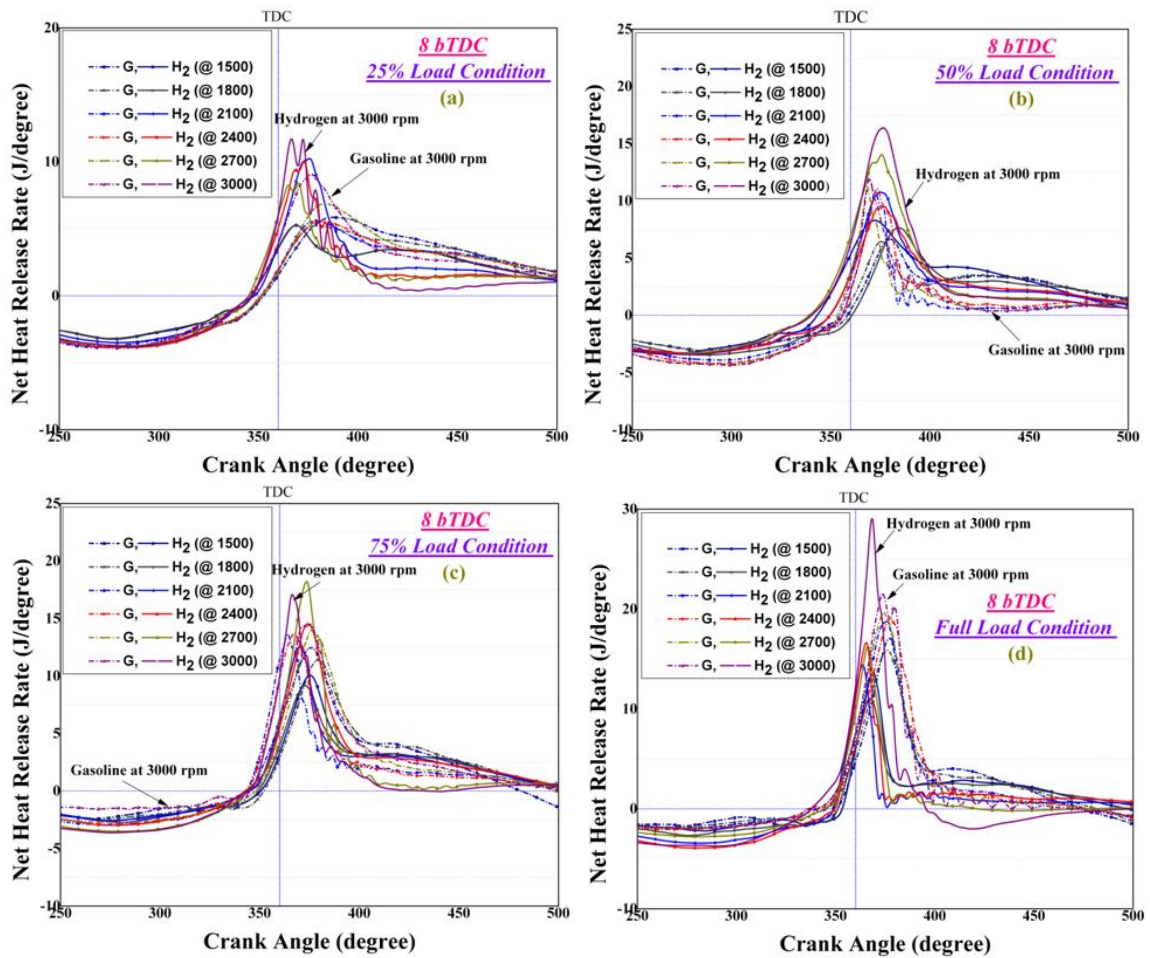 TDC
20
10
0
-10
250
300
350
400
450
500
Net Heat Release Rate (J/degree)
Crank Angle (degree)
G, H2 (@ 1500)
G, H2 (@ 1800)
G, H2 (@ 2100)
G, H2 (@ 2400)
G, H2 (@ 2700)
G, H2 (@ 3000)
8 bTDC
25% Load Condition
(a)
Hydrogen at 3000 rpm
Gasoline at 3000 rpm
TDC
25
20
15
10
5
0
-5
-10
250
300
350
400
450
500
Net Heat Release Rate (J/degree)
Crank Angle (degree)
G, H2 (@ 1500)
G, H2 (@ 1800)
G, H2 (@ 2100)
G, H2 (@ 2400)
G, H2 (@ 2700)
G, H2 (@ 3000)
8 bTDC
50% Load Condition
(b)
Hydrogen at 3000 rpm
Gasoline at 3000 rpm
TDC
25
20
15
10
5
0
-5
-10
250
300
350
400
450
500
Net Heat Release Rate (J/degree)
Crank Angle (degree)
G, H2 (@ 1500)
G, H2 (@ 1800)
G, H2 (@ 2100)
G, H2 (@ 2400)
G, H2 (@ 2700)
G, H2 (@ 3000)
8 bTDC
75% Load Condition
Hydrogen at 3000 rpm
(c)
Gasoline at 3000 rpm
TDC
30
20
10
0
-10
250
300
350
400
450
500
Net Heat Release Rate (J/degree)
Crank Angle (degree)
G, H2 (@ 1500)
G, H2 (@ 1800)
G, H2 (@ 2100)
G, H2 (@ 2400)
G, H2 (@ 2700)
G, H2 (@ 3000)
Hydrogen at 3000 rpm
Gasoline at 3000 rpm
8 bTDC
Full Load Condition
(d)